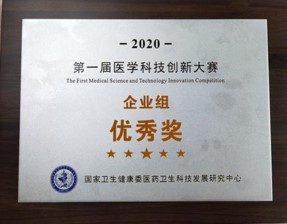 －2020－
第一届医学科技创新大赛
The First Medical Science and Technology Innovation Competition
企业组
优秀奖
国家卫生健康委医药卫生科技发展研究中心